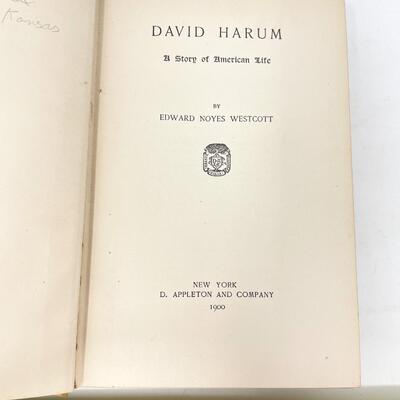 Kansas
DAVID HARUM
A Story of American Life
BY
EDWARD NOYES WESTCOTT
NEW YORK
D. APPLETON AND COMPANY
1900